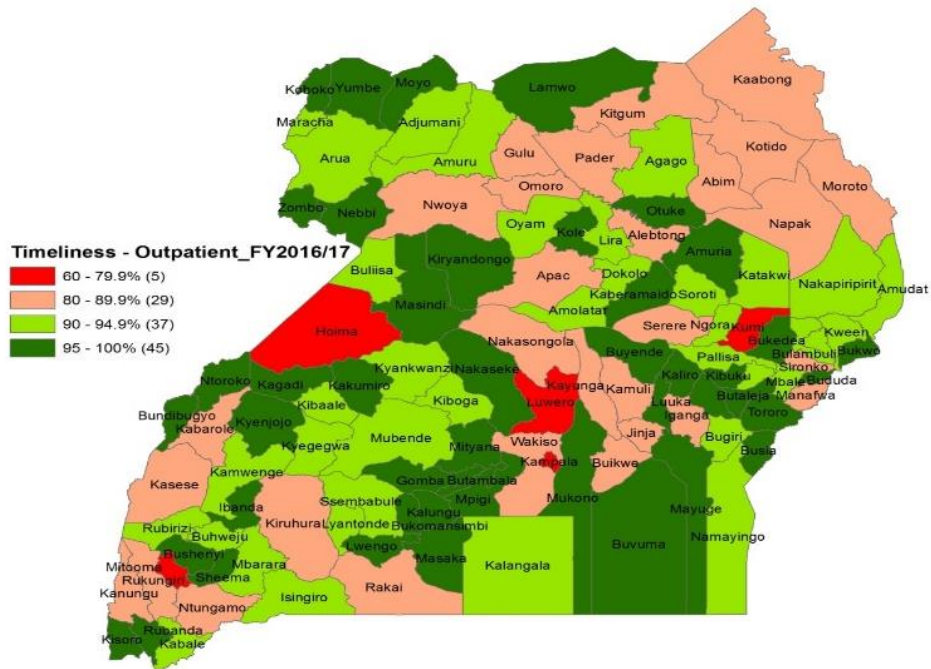 Kaabong
Koboko Yumbe Moyo
Lamwo
Kitgum
Maracha
Adjumani
Kotido
Arua
Amuru
Gulu
Pader
Agago
Abim
Moroto
Omoro
Zombo
Nebbi
Nwoya
Otuke
Napak
Oyam
Kole
Lira
Alebtong
Timeliness - Outpatient_FY2016/17
60 - 79.9% (5)
80 - 89.9% (29)
90 - 94.9% (37)
95 - 100% (45)
Kiryandongo
Amuria
Buliisa
Apac
Dokolo
Katakwi
Amudat
Masindi
Kaberamaido
Soroti
Nakapiripirit
Amolatar
Hoima
Serere
Ngora
Kumi
Kween
Nakasongola
Bukedea
Bulambuli
Bukwo
Buyende
Pallisa
Sironko
Ntoroko
Kagadi
Kakumiro
Kyankwanzi
Nakaseke
Kayunga
Kamuli
Kaliro
Kibuku
Mbale
Bududa
Bundibugyo
Kibaale
Kiboga
Luwero
Luuka
Butaleja
Manafwa
Kabarole
Kyenjojo
Iganga
Tororo
Kyegegwa
Mubende
Mityana
Wakiso
Jinja
Bugiri
Busia
Kasese
Kamwenge
Kampala
Buikwe
Gomba
Butambala
Ibanda
Ssembabule
Mpigi
Mukono
Kiruhura
Kalungu
Mayuge
Rubirizi
Lyantonde
Bukomansimbi
Buhweju
Namayingo
Bushenyi
Lwengo
Masaka
Buvuma
Mitoome
Mbarara
Kalangala
Rukungiri
Sheema
Kanungu
Rakai
Ntungamo
Isingiro
Rubanda
Kisoro
Kabale